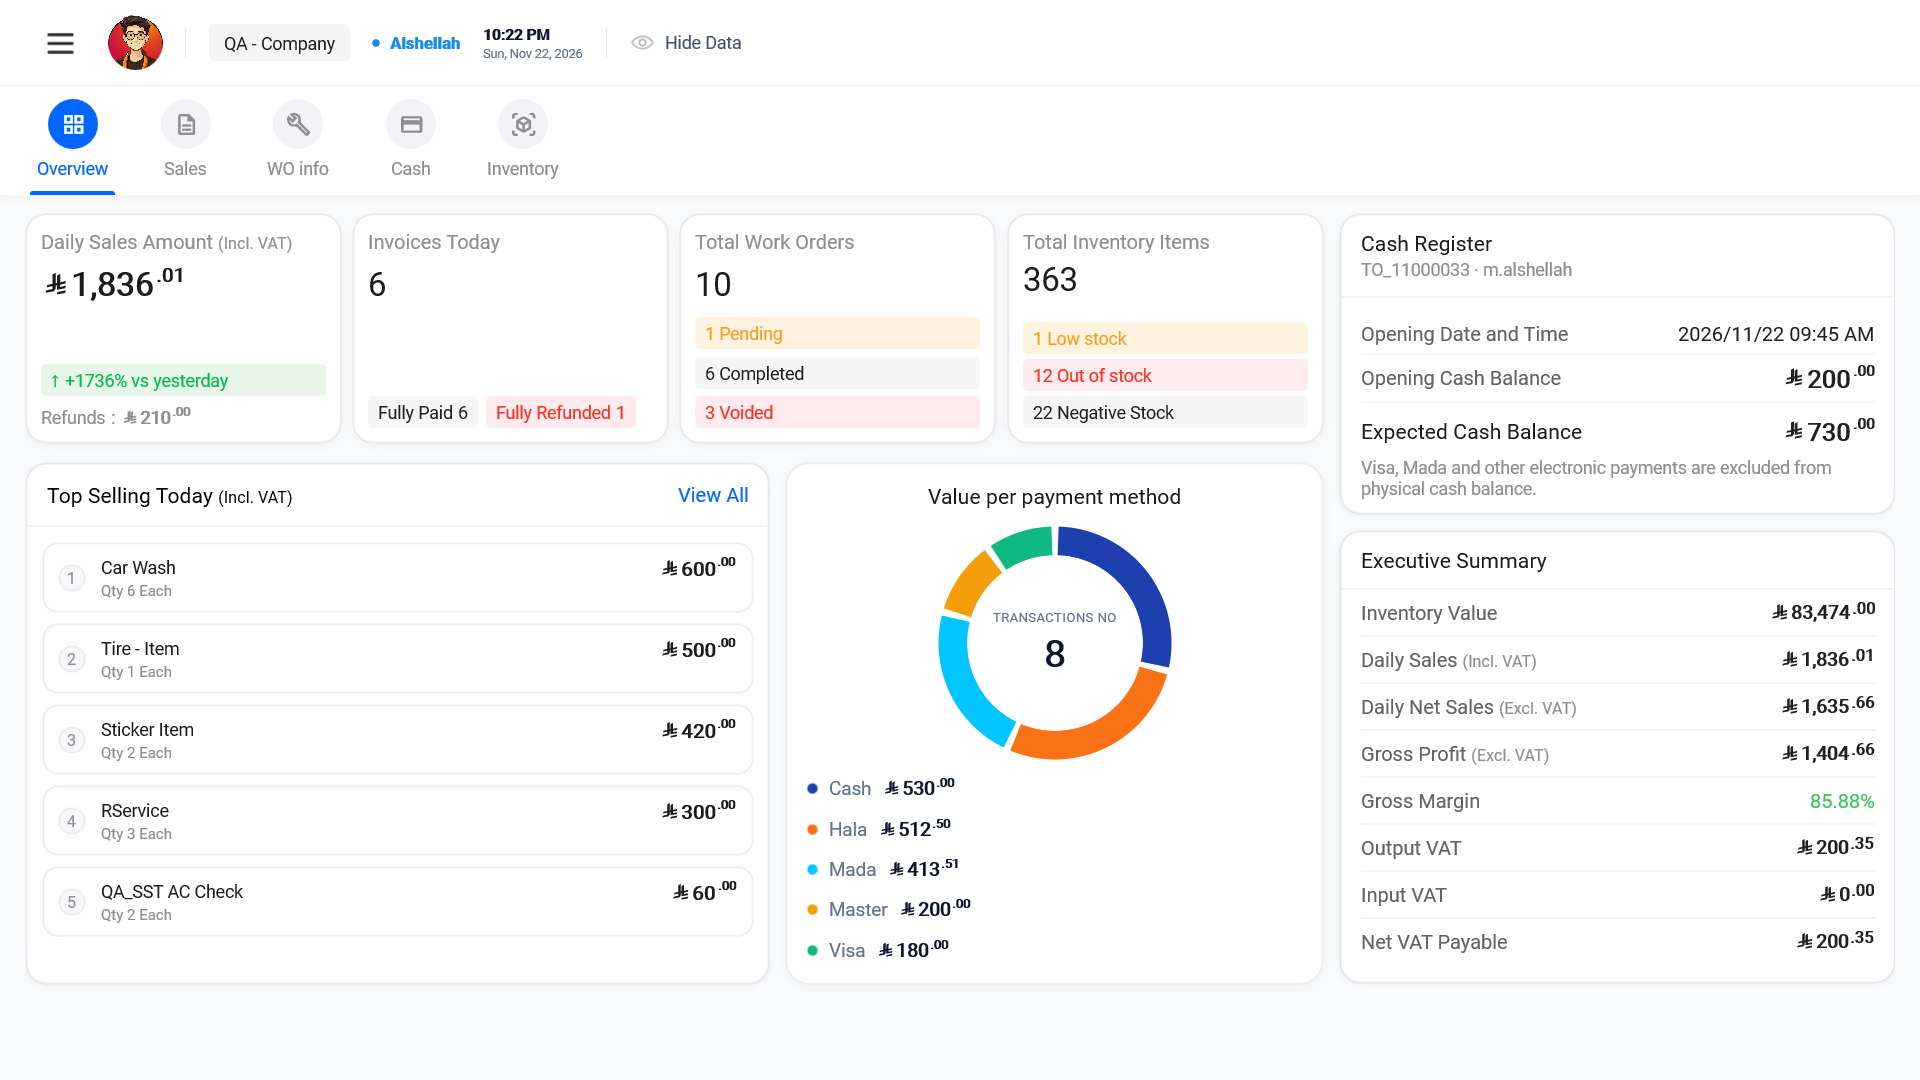 QA - Company
Alshellah
10:22 PM
Sun, Nov 22, 2026
Hide Data
Overview
Sales
WO info
Cash
Inventory
Daily Sales Amount (Incl. VAT)
⃁ 1,836.01
↑ +1736% vs yesterday
Refunds : ⃁ 210.00
Invoices Today
6
Fully Paid 6
Fully Refunded 1
Total Work Orders
10
1 Pending
6 Completed
3 Voided
Total Inventory Items
363
1 Low stock
12 Out of stock
22 Negative Stock
Cash Register
TO_11000033 · m.alshellah
Opening Date and Time 2026/11/22 09:45 AM
Opening Cash Balance ⃁ 200.00
Expected Cash Balance ⃁ 730.00
Visa, Mada and other electronic payments are excluded from
physical cash balance.
Top Selling Today (Incl. VAT)
View All
1 Car Wash ⃁ 600.00
Qty 6 Each
2 Tire - Item ⃁ 500.00
Qty 1 Each
3 Sticker Item ⃁ 420.00
Qty 2 Each
4 RService ⃁ 300.00
Qty 3 Each
5 QA_SST AC Check ⃁ 60.00
Qty 2 Each
Value per payment method
TRANSACTIONS NO
8
Cash ⃁ 530.00
Hala ⃁ 512.50
Mada ⃁ 413.51
Master ⃁ 200.00
Visa ⃁ 180.00
Executive Summary
Inventory Value ⃁ 83,474.00
Daily Sales (Incl. VAT) ⃁ 1,836.01
Daily Net Sales (Excl. VAT) ⃁ 1,635.66
Gross Profit (Excl. VAT) ⃁ 1,404.66
Gross Margin 85.88%
Output VAT ⃁ 200.35
Input VAT ⃁ 0.00
Net VAT Payable ⃁ 200.35